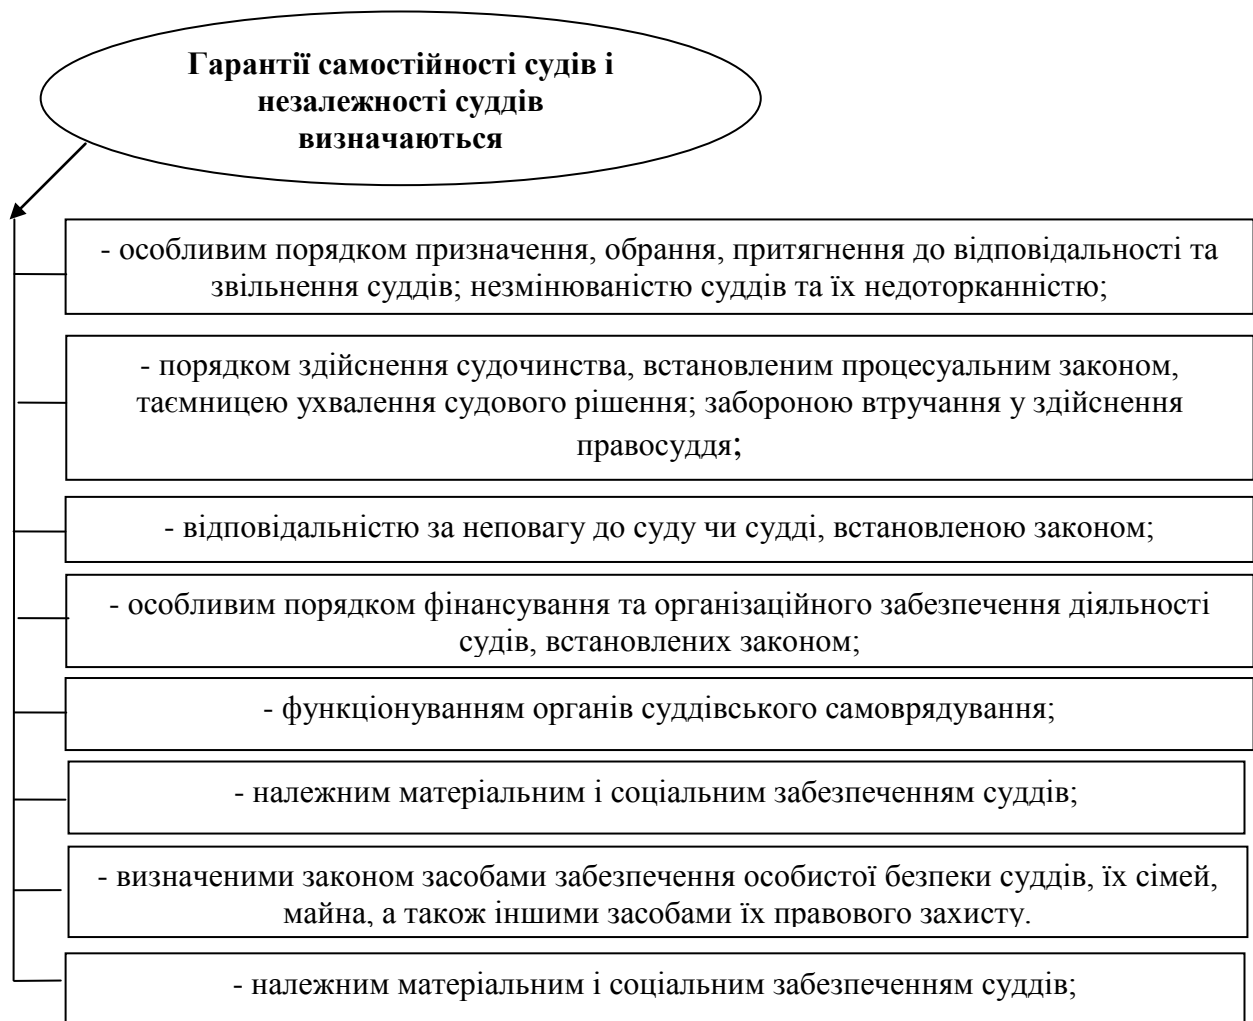 Гарантії самостійності судів і
незалежності суддів
визначаються
- особливим порядком призначення, обрання, притягнення до відповідальності та
звільнення суддів; незмінюваністю суддів та їх недоторканністю;
- порядком здійснення судочинства, встановленим процесуальним законом,
таємницею ухвалення судового рішення; забороною втручання у здійснення
правосуддя;
- відповідальністю за неповагу до суду чи судді, встановленою законом;
- особливим порядком фінансування та організаційного забезпечення діяльності
судів, встановлених законом;
- функціонуванням органів суддівського самоврядування;
- належним матеріальним і соціальним забезпеченням суддів;
- визначеними законом засобами забезпечення особистої безпеки суддів, їх сімей,
майна, а також іншими засобами їх правового захисту.
- належним матеріальним і соціальним забезпеченням суддів;